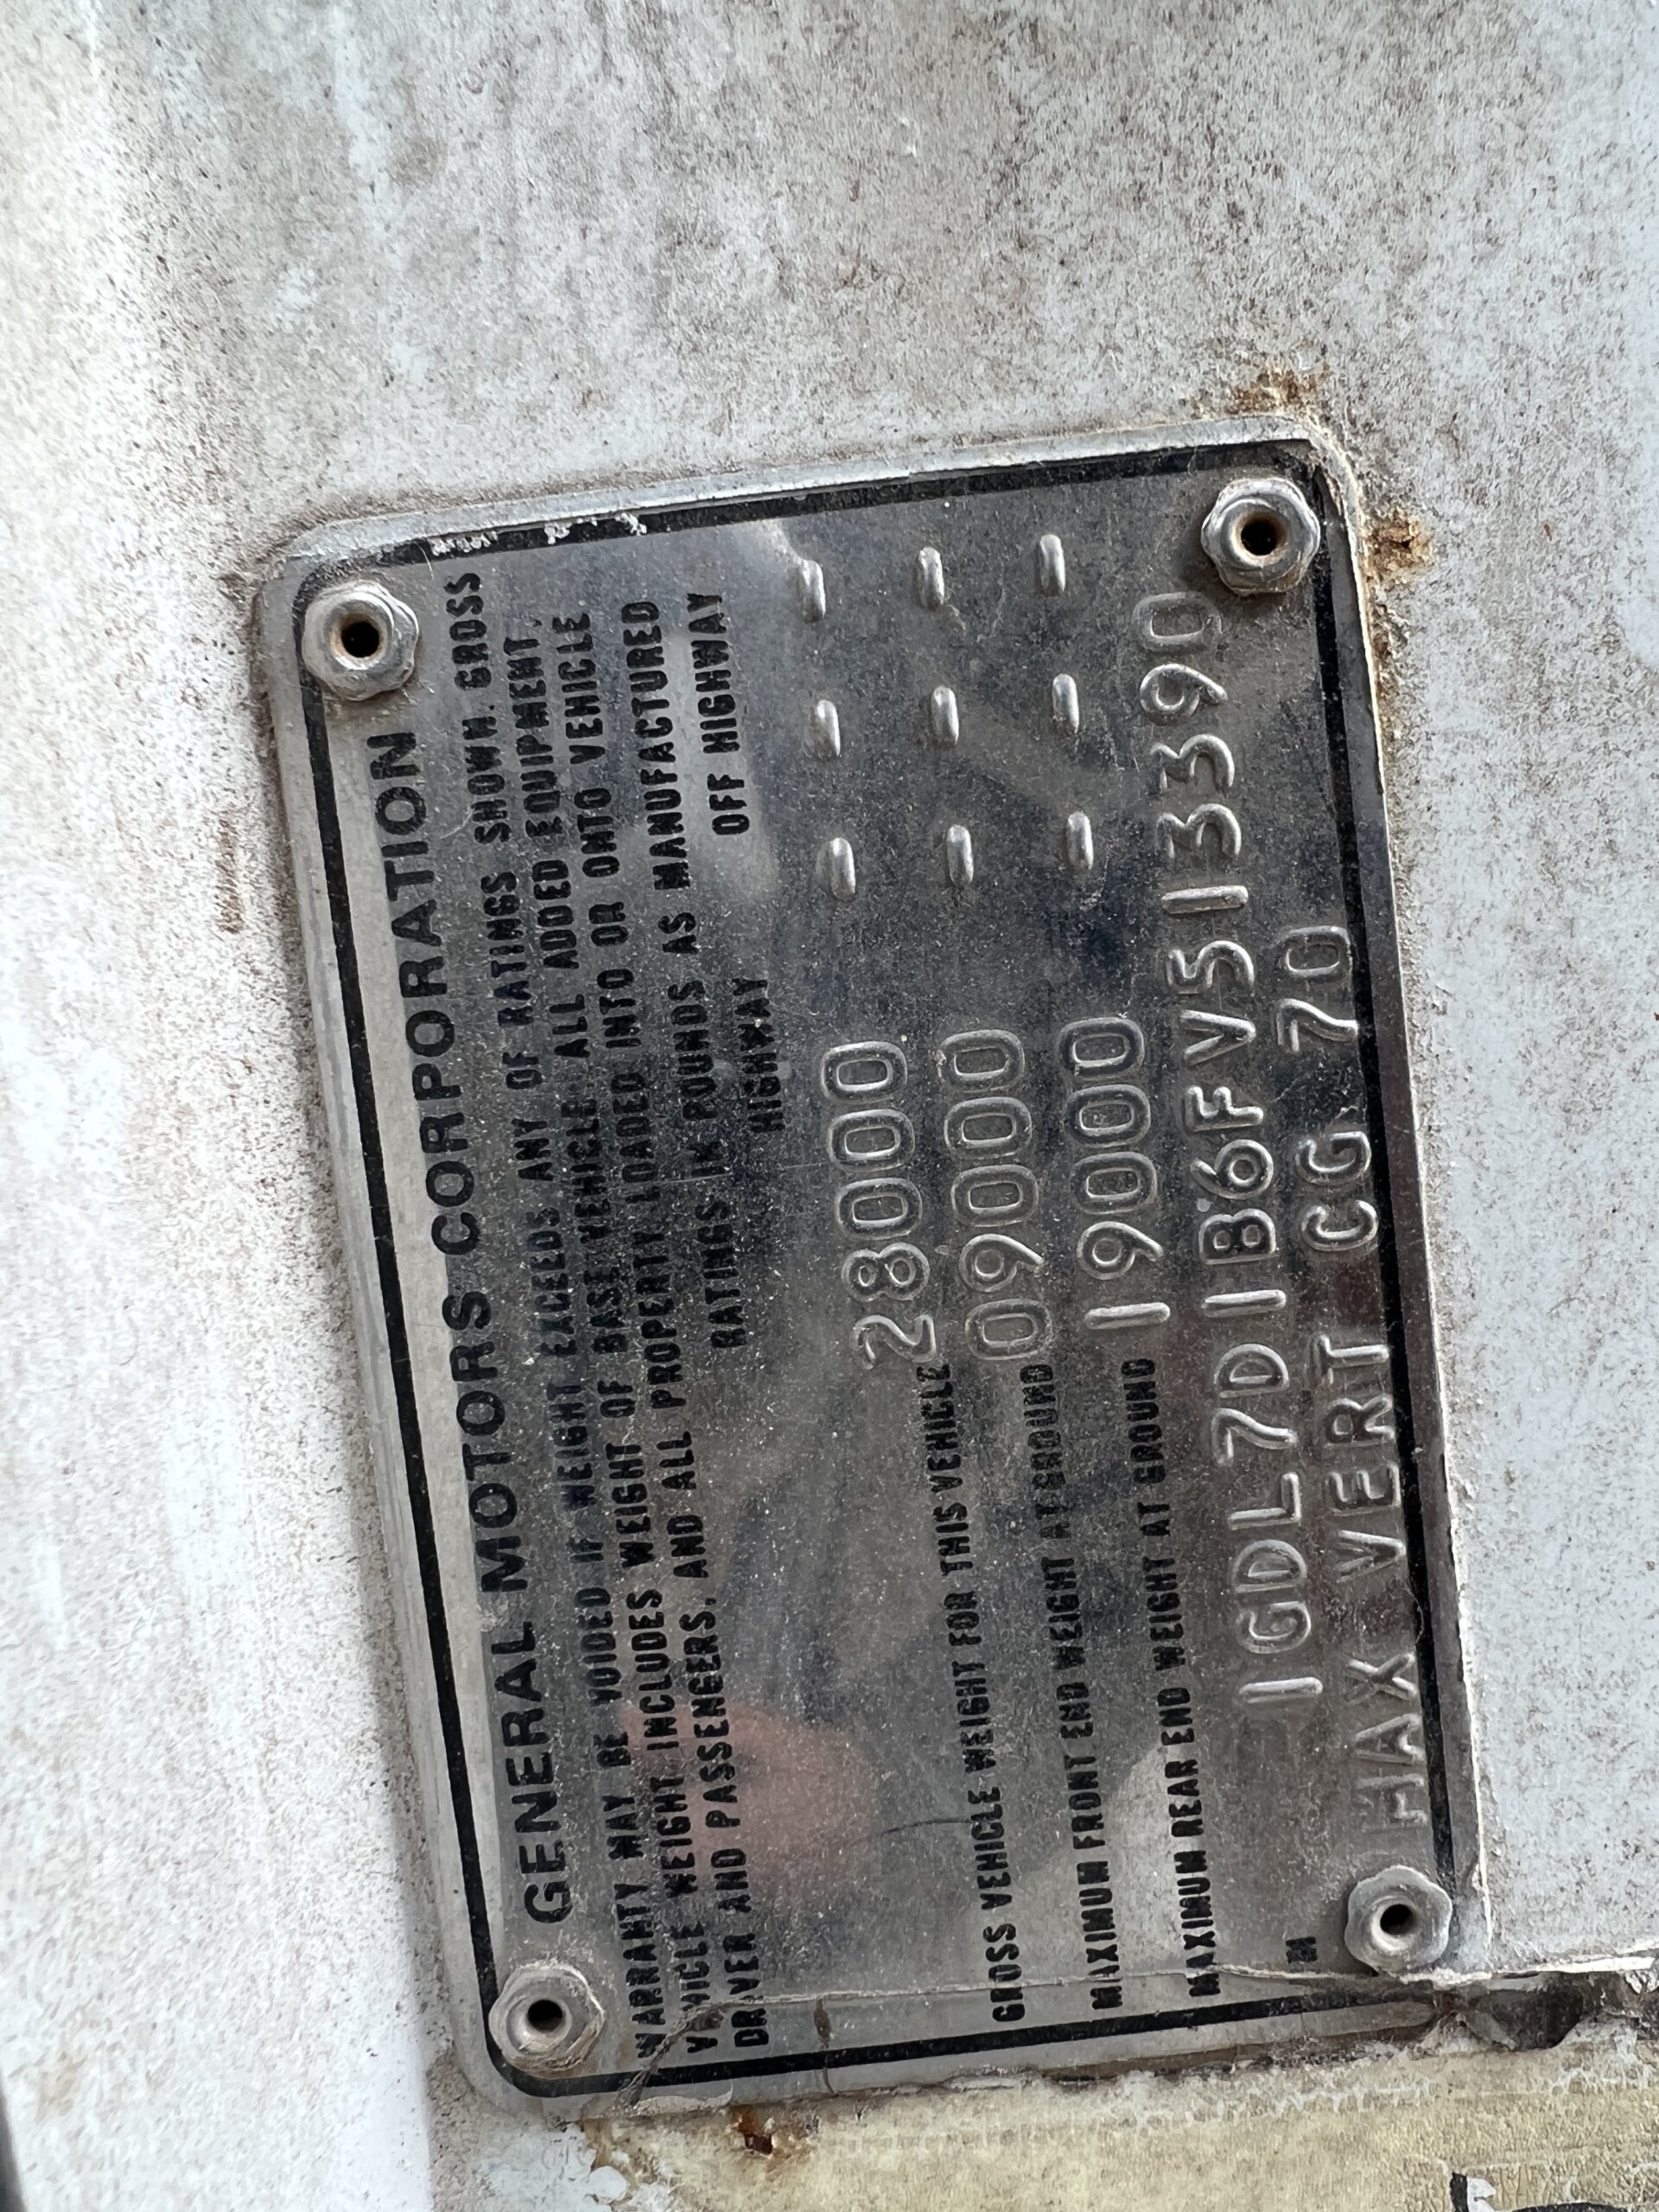 GENERAL MOTORS CORPORATION
WARRANTY MAY BE VOIDED IF WEIGHT EXCEEDS ANY OF RATINGS SHOWN. GROSS
VEHICLE WEIGHT INCLUDES WEIGHT OF BASE VEHICLE, ALL ADDED EQUIPMENT,
DRIVER AND PASSENGERS, AND ALL PROPERTY LOADED INTO OR ONTO VEHICLE
RATINGS IN POUNDS AS MANUFACTURED
HIGHWAY OFF HIGHWAY
GROSS VEHICLE WEIGHT FOR THIS VEHICLE 28000 - - -
MAXIMUM FRONT END WEIGHT AT GROUND 09000 - - -
MAXIMUM REAR END WEIGHT AT GROUND 19000 - - -
1GDL7D1B6FV513390
M MAX VERT CG 70